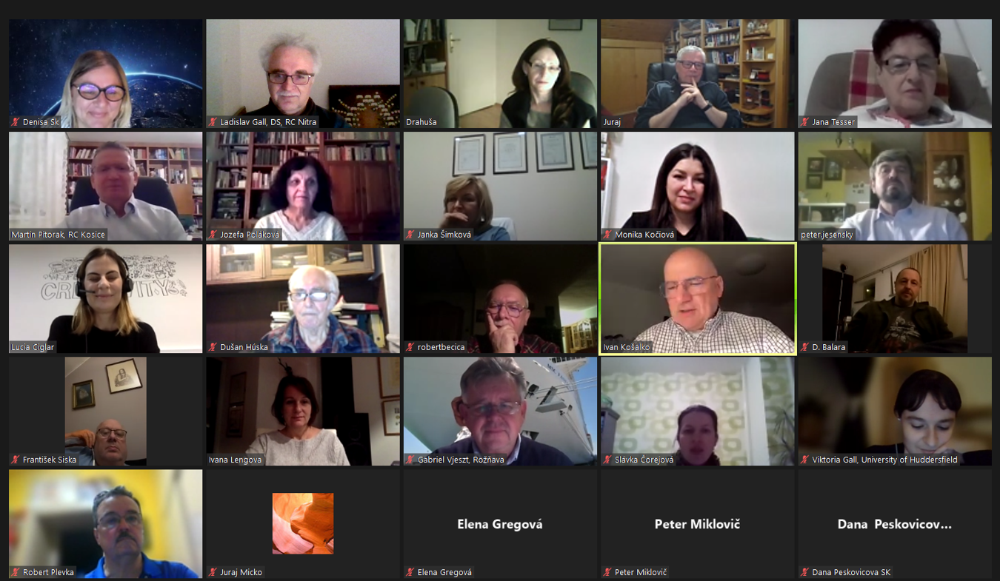 Denisa Sk
Ladislav Gall, DS, RC Nitra
Drahuša
Juraj
Jana Tesser
Martin Pitorak, RC Kosice
Jozefa Poláková
Janka Šimková
Monika Kočiová
peter.jesensky
CREATIVITY
Lucia Ciglar
Dušan Húska
robertbecica
Ivan Košalko
D. Balara
František Siska
Ivana Lengova
Gabriel Vjeszt, Rožňava
Slávka Čorejová
Viktoria Gall, University of Huddersfield
Robert Plevka
Juraj Micko
Elena Gregová
Elena Gregová
Peter Miklovič
Peter Miklovič
Dana Peskovicov...
Dana Peskovicova SK